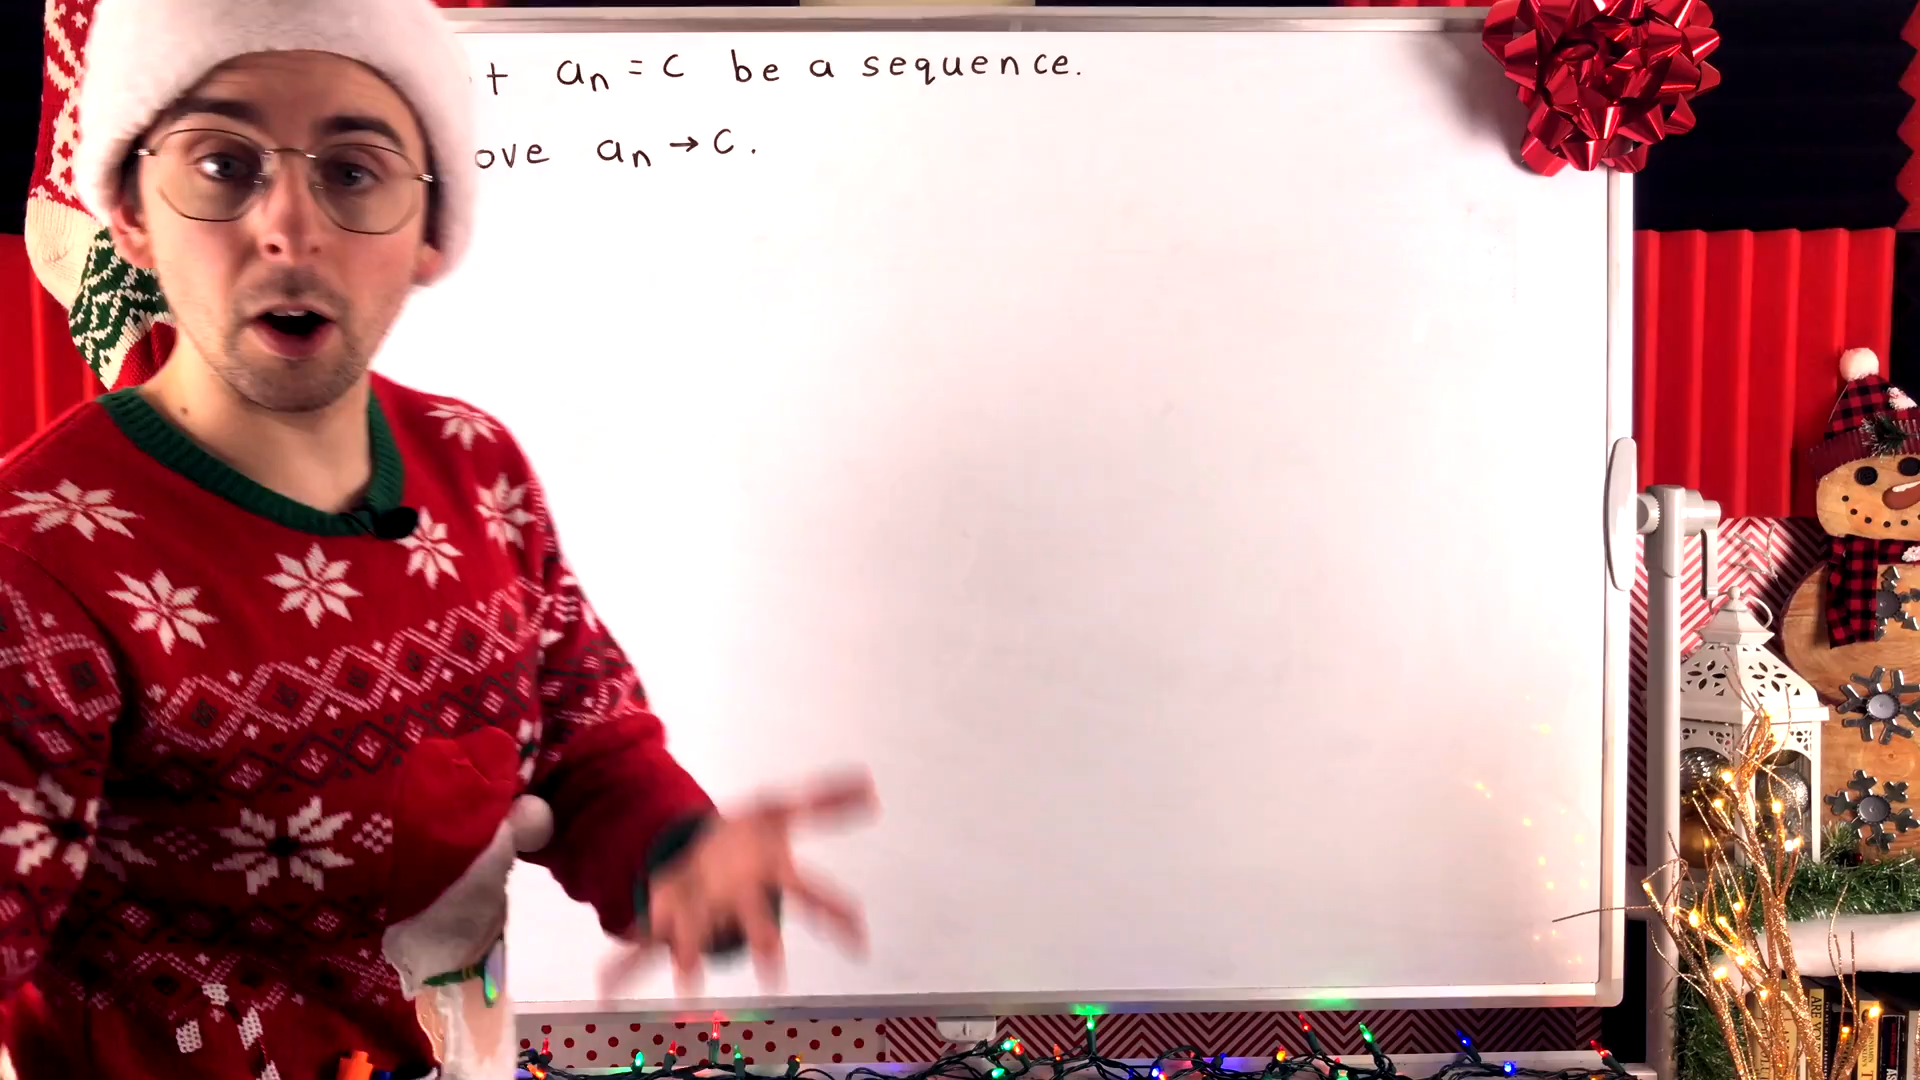 t an = c be a sequence.
ove an → c.